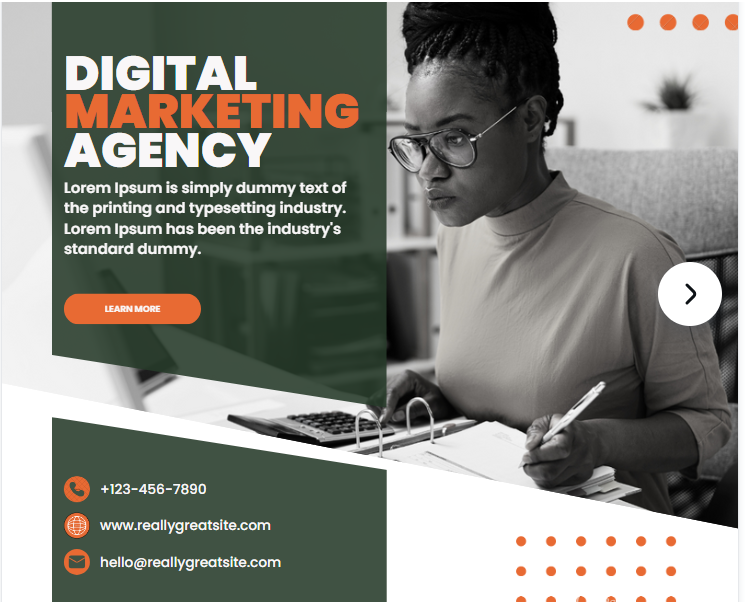 DIGITAL
MARKETING
AGENCY
Lorem Ipsum is simply dummy text of
the printing and typesetting industry.
Lorem Ipsum has been the industry's
standard dummy.
LEARN MORE
+123-456-7890
www.reallygreatsite.com
hello@reallygreatsite.com